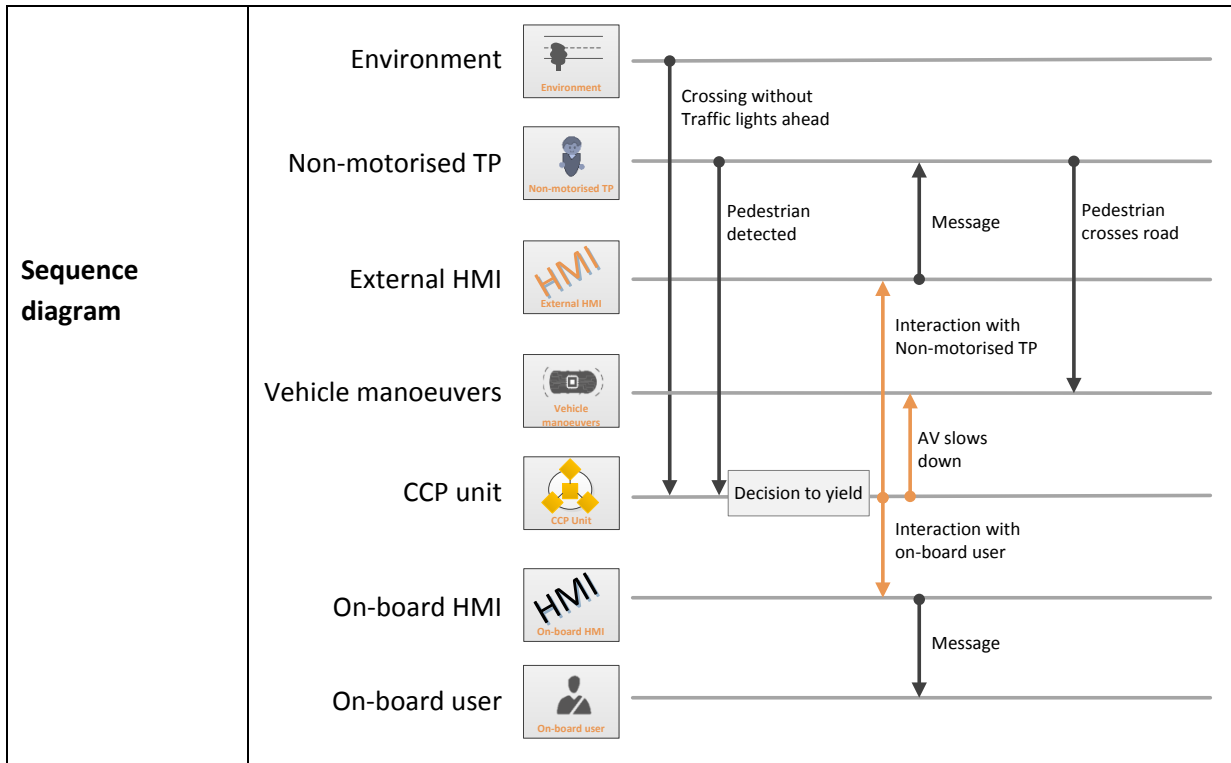 Sequence
diagram
Environment
Environment
Crossing without
Traffic lights ahead
Non-motorised TP
Non-motorised TP
Pedestrian
detected
Message
Pedestrian
crosses road
External HMI
HMI
External HMI
Interaction with
Non-motorised TP
Vehicle manoeuvers
Vehicle
manoeuvers
AV slows
down
CCP unit
CCP Unit
Decision to yield
Interaction with
on-board user
On-board HMI
HMI
On-board HMI
Message
On-board user
On-board user